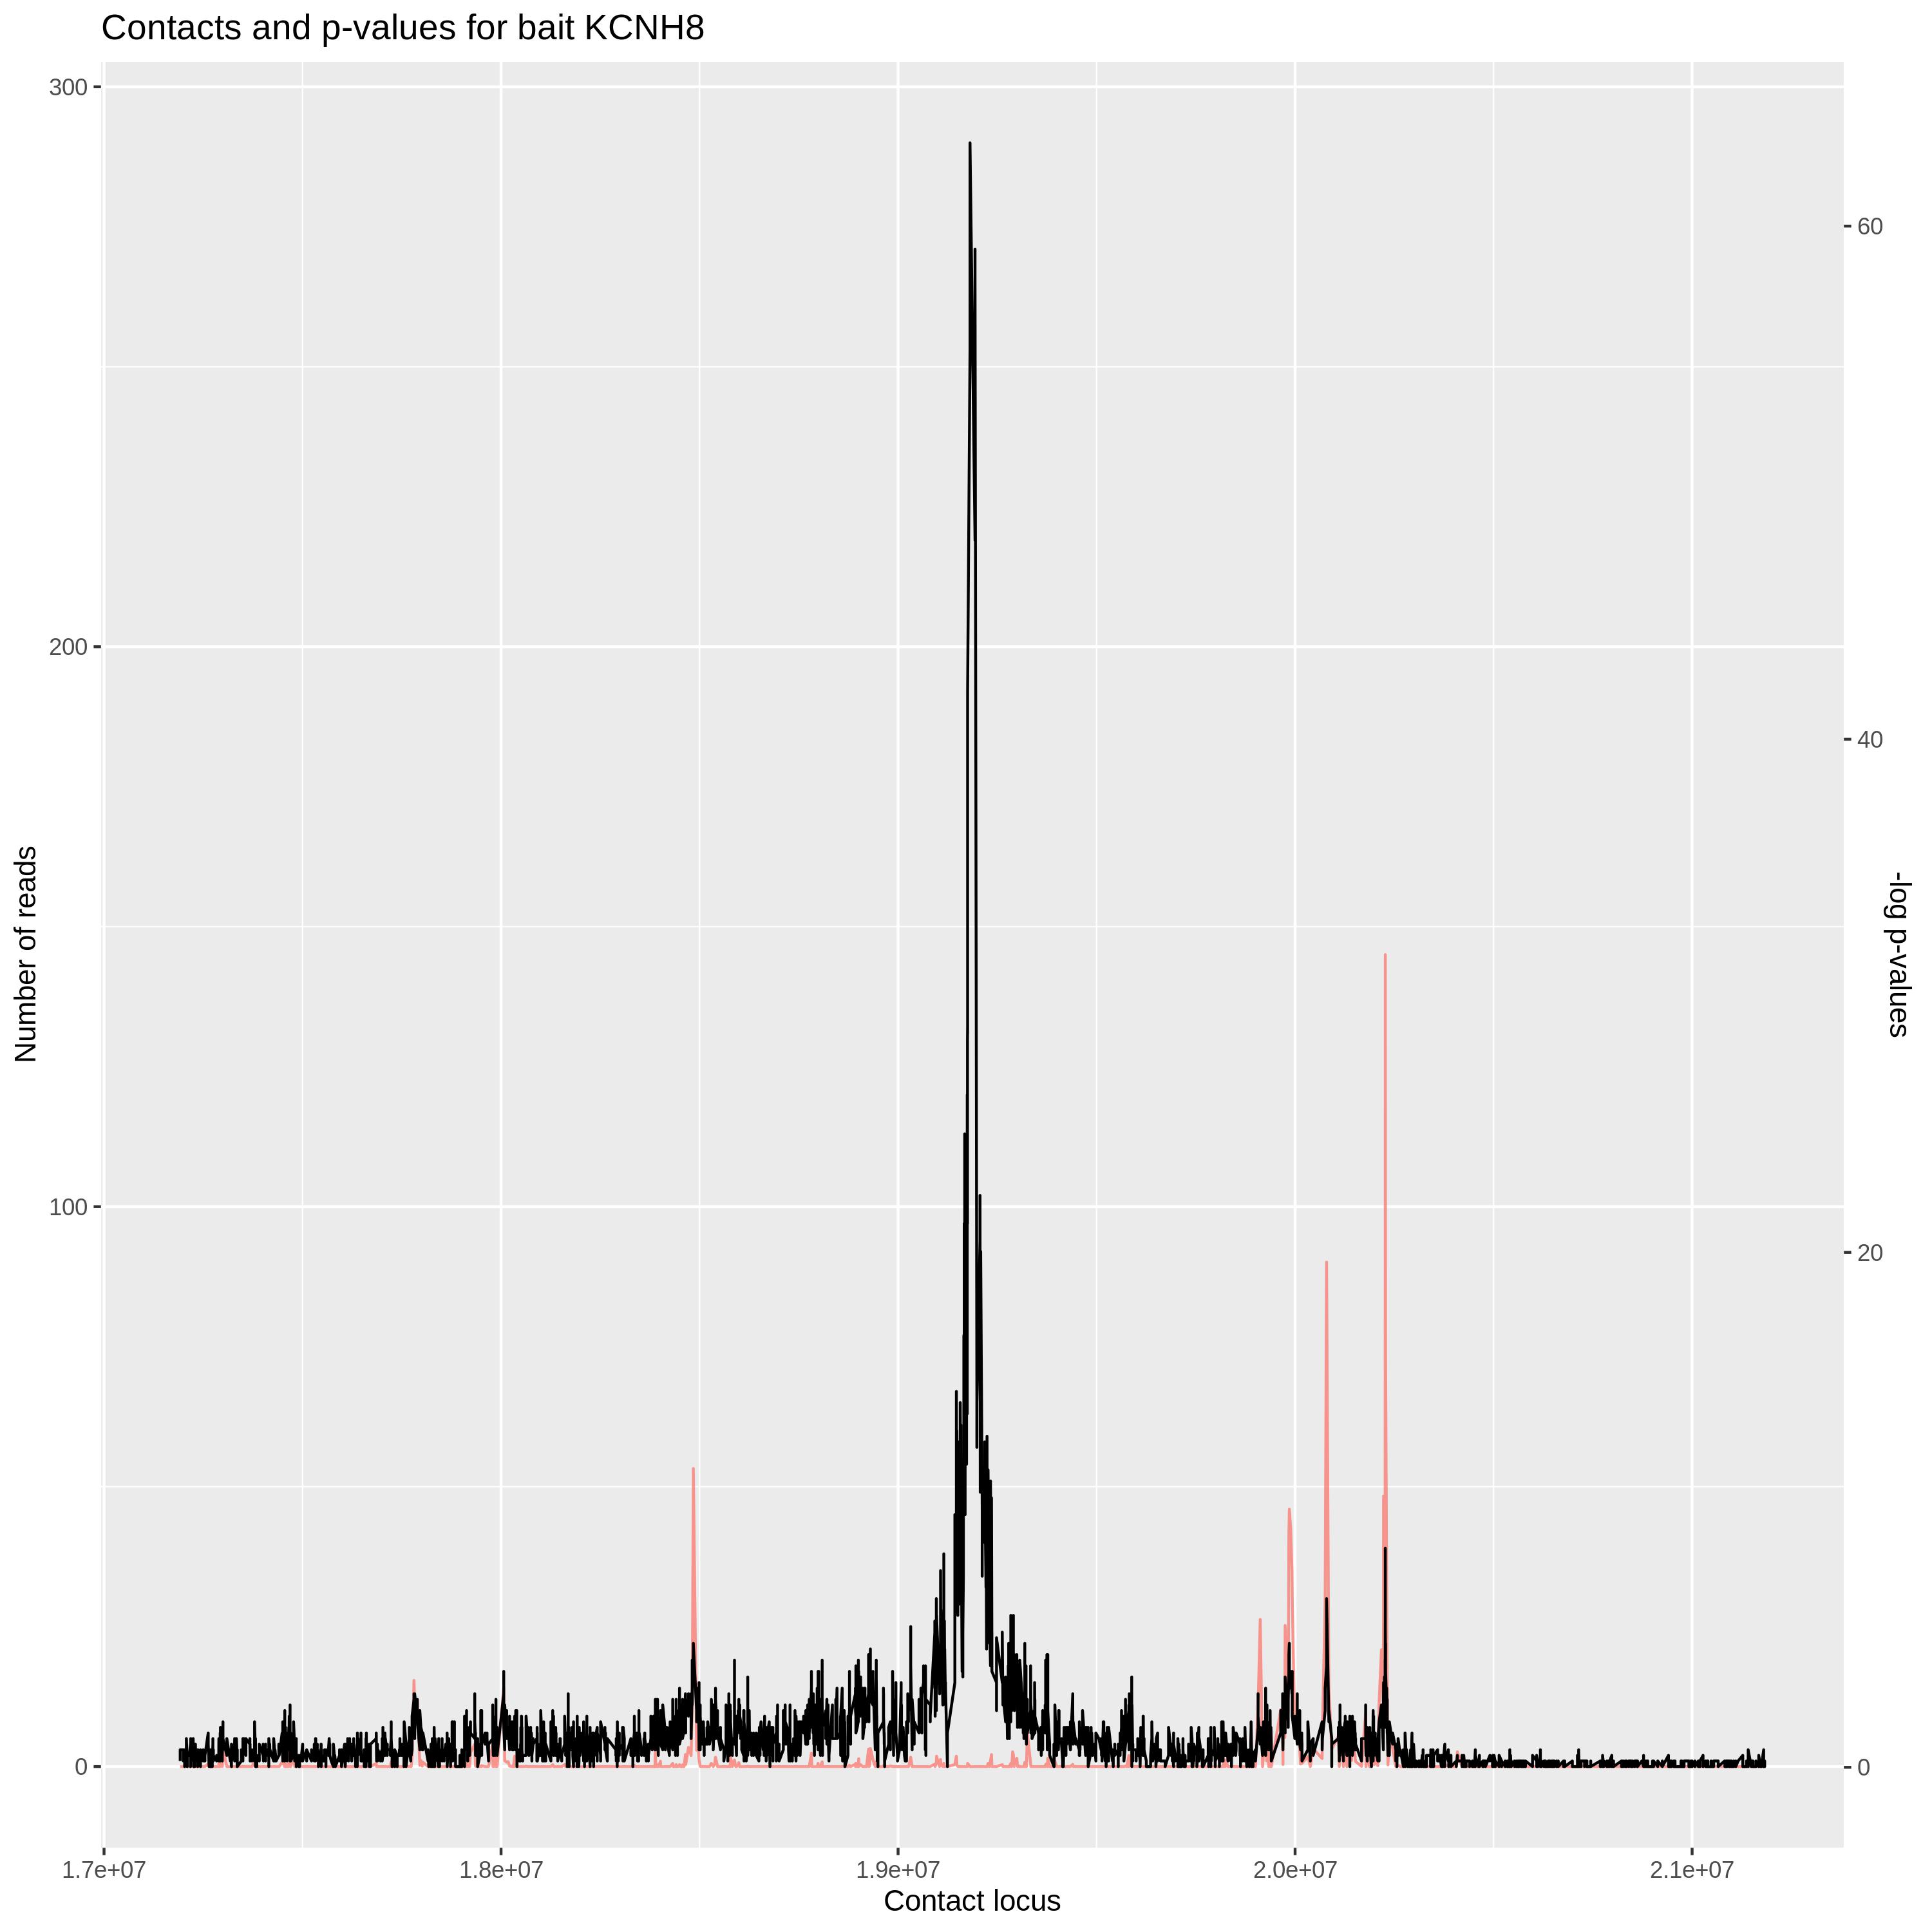 Contacts and p-values for bait KCNH8
300
200
100
0
60
40
20
0
Number of reads
-log p-values
1.7e+07 1.8e+07 1.9e+07 2.0e+07 2.1e+07
Contact locus